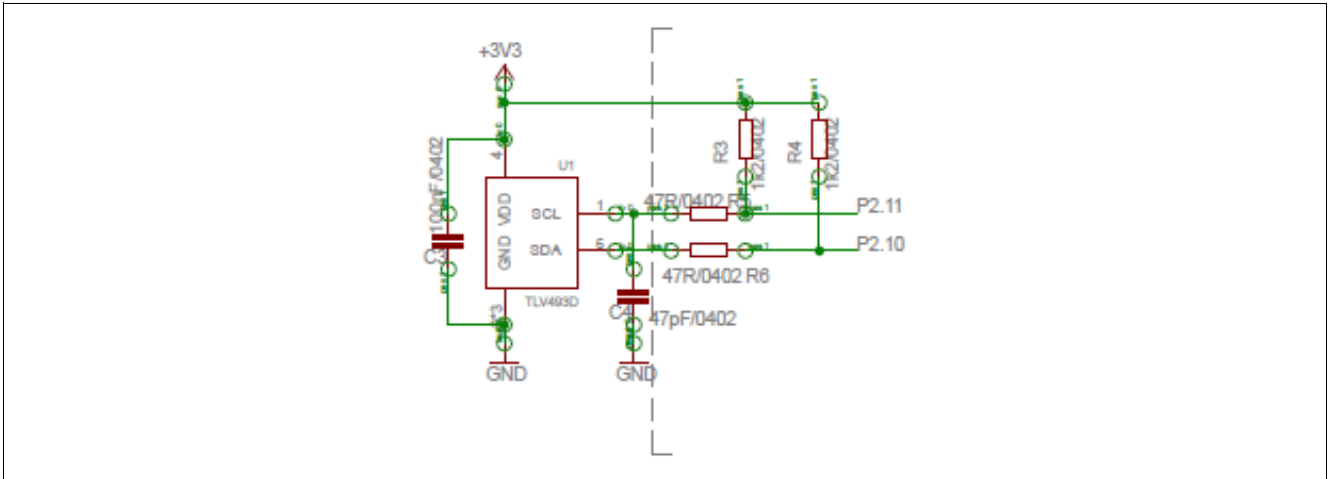 +3V3
100nF/0402
C3
4
U1
VDD
GND
SCL
SDA
1
6
3
TLV493D
R3
1k2/0402
R4
1k2/0402
47R/0402 R5
P2.11
P2.10
47R/0402 R6
C4
47pF/0402
GND
GND